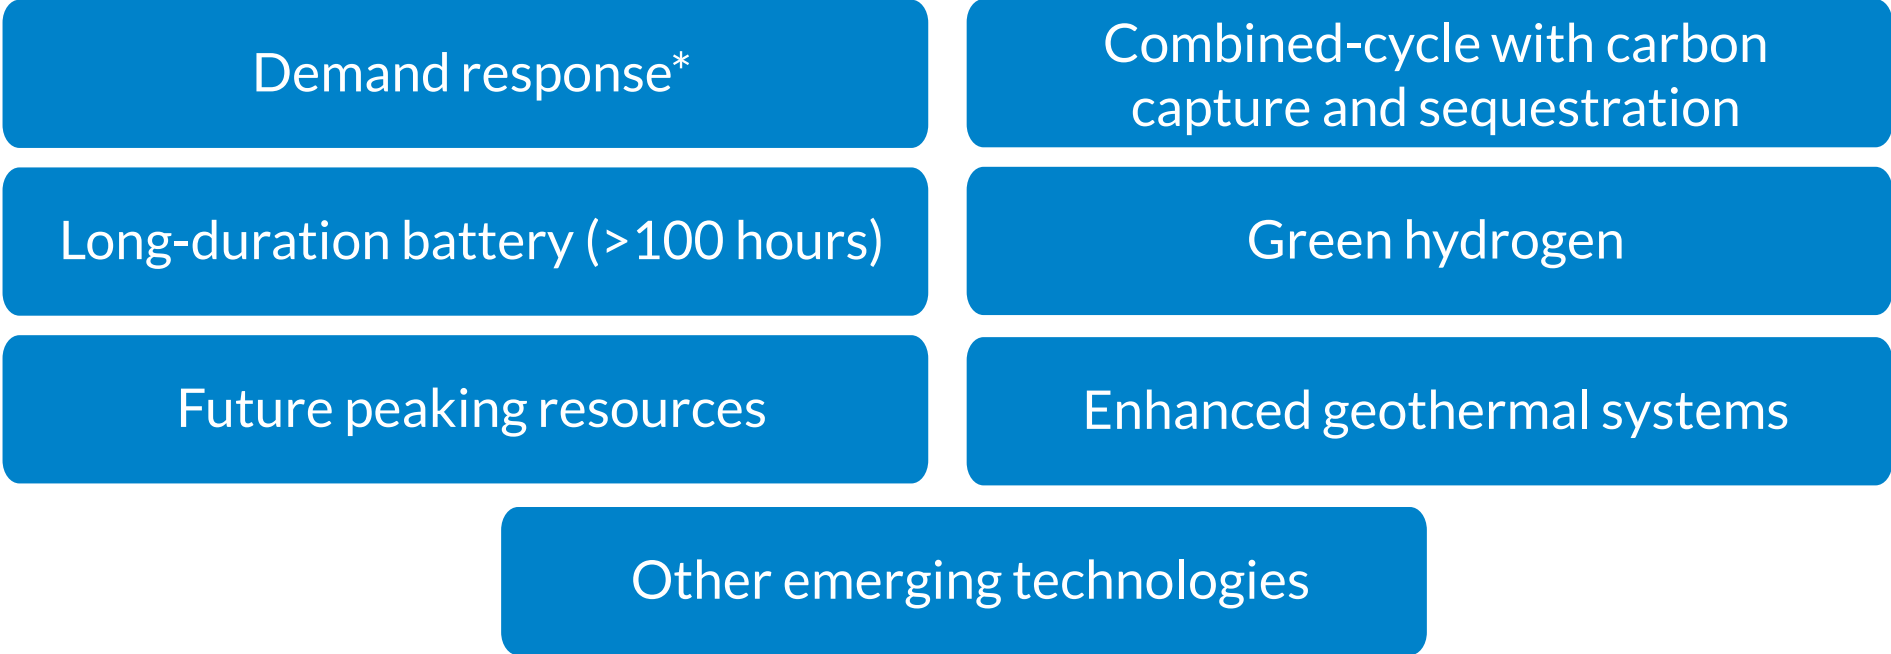 Demand response*
Combined-cycle with carbon
capture and sequestration
Long-duration battery (>100 hours)
Green hydrogen
Future peaking resources
Enhanced geothermal systems
Other emerging technologies